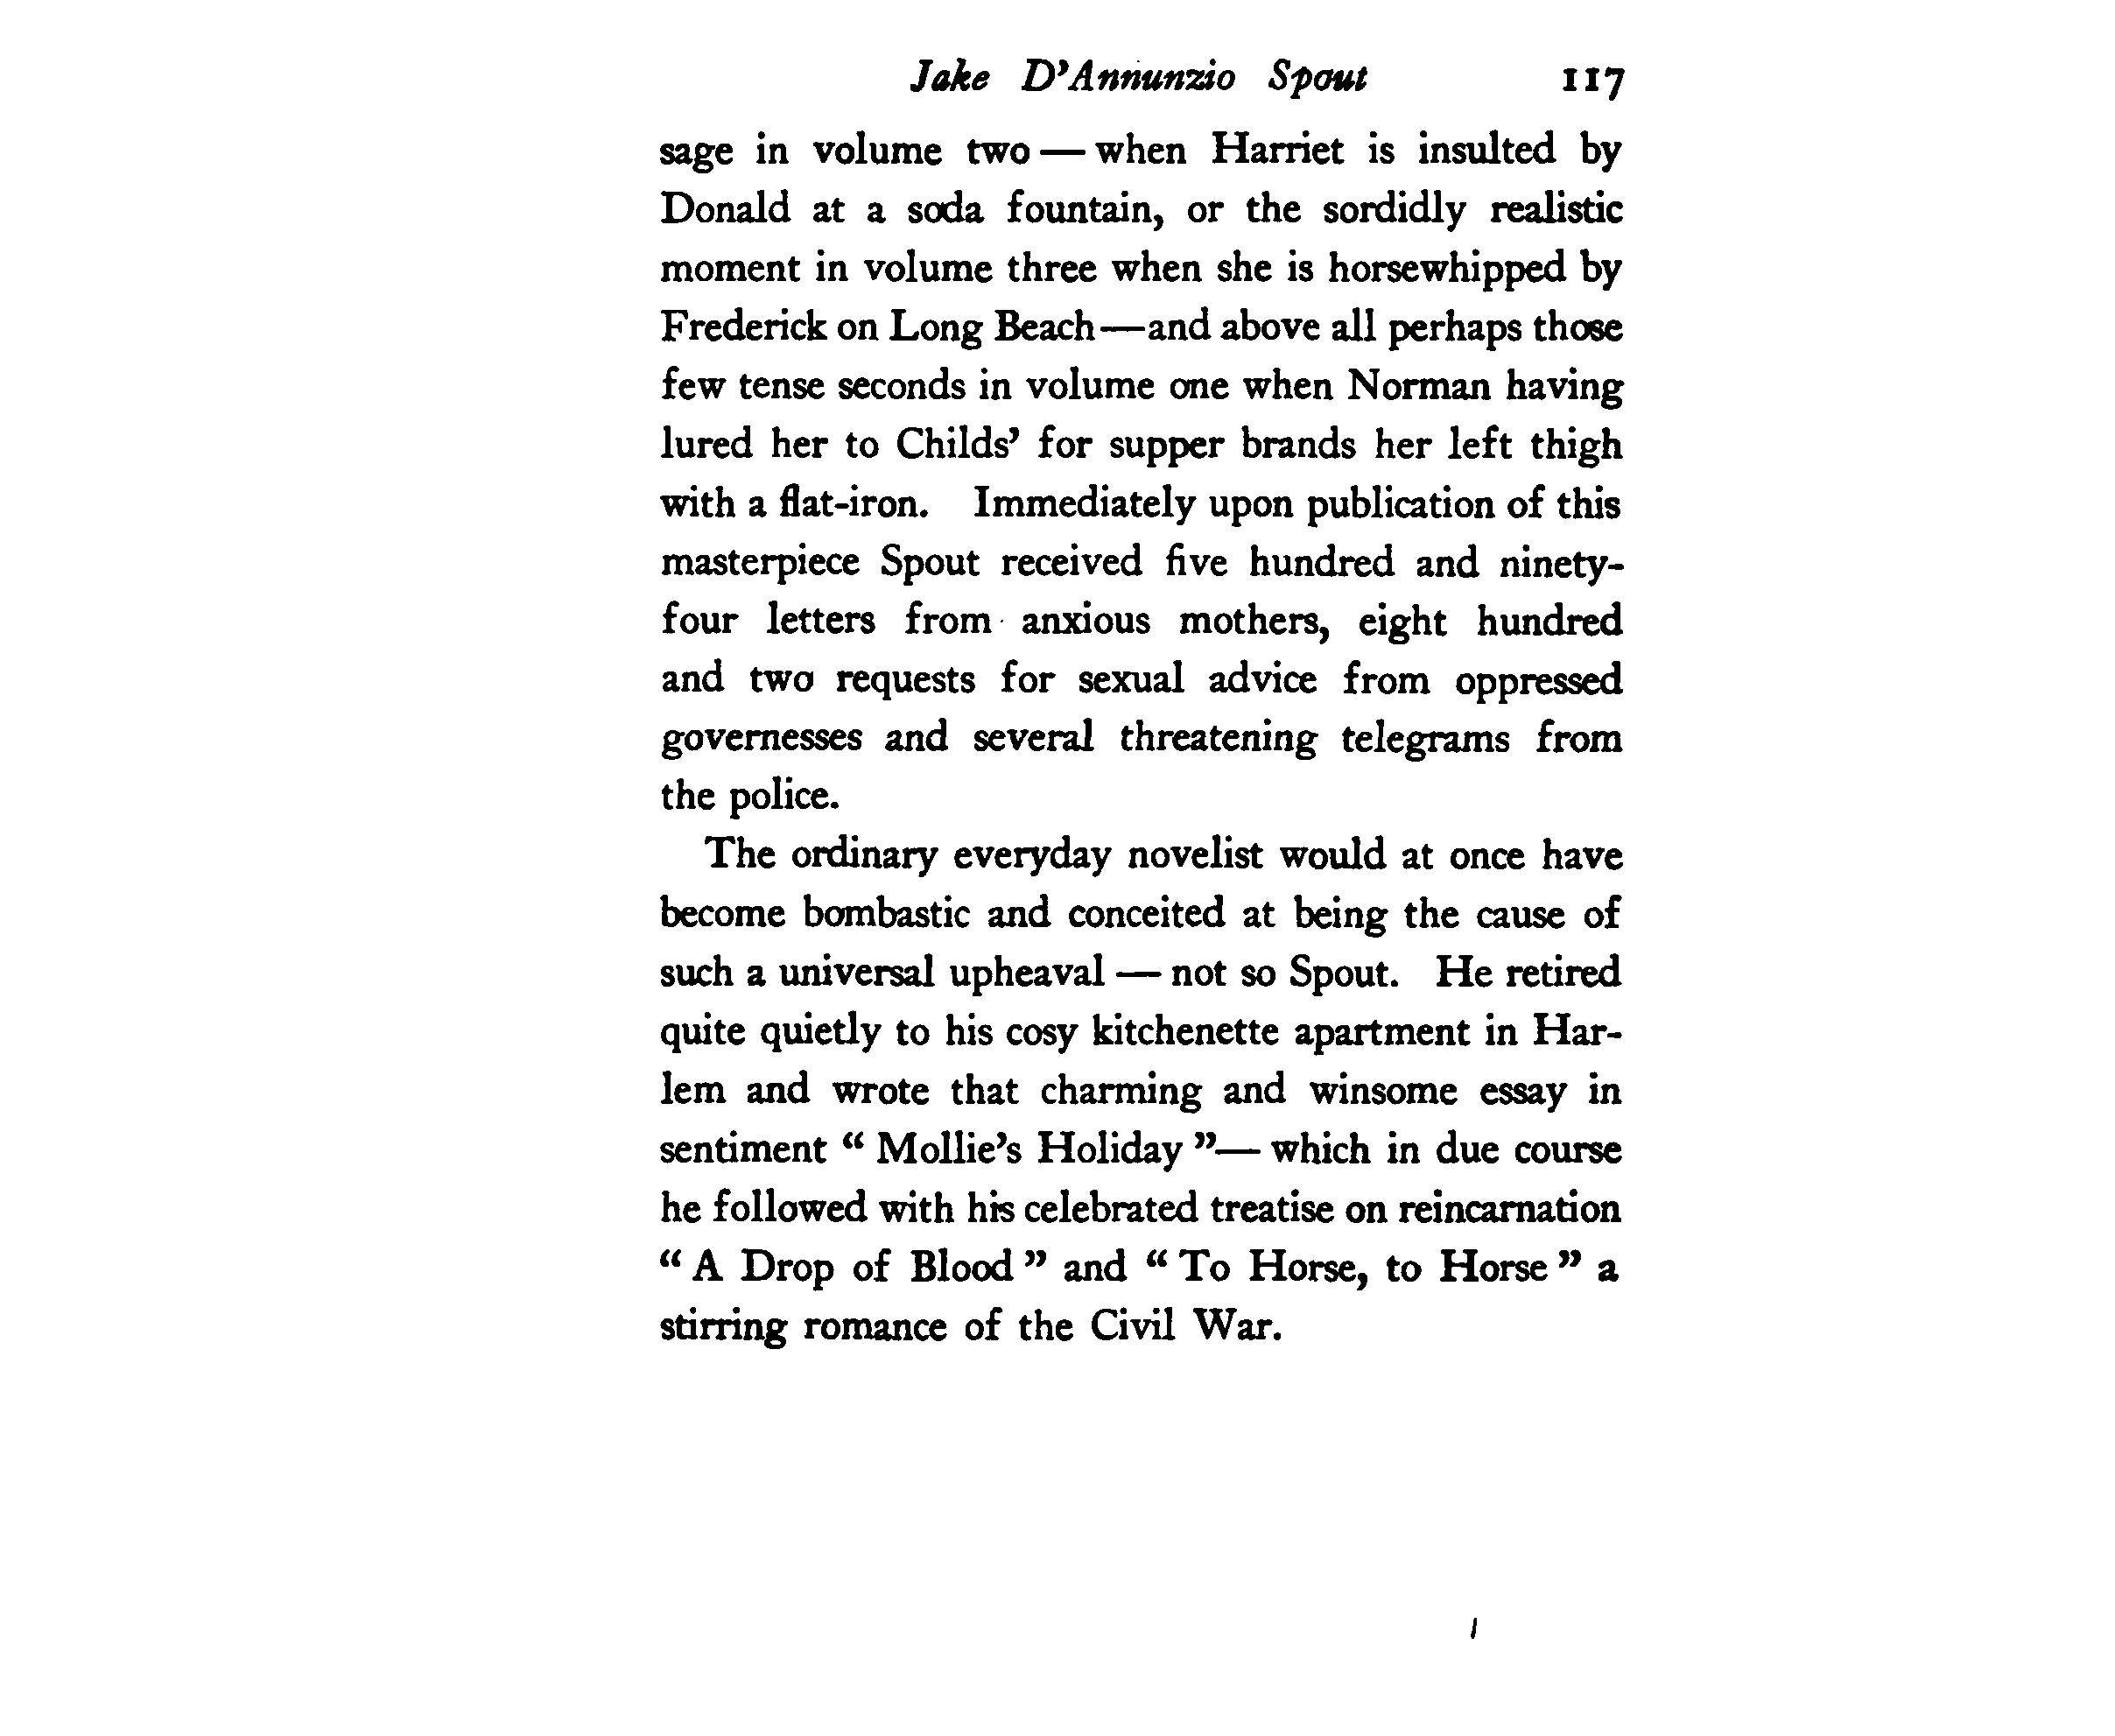 Jake D'Annunzio Spout 117
sage in volume two — when Harriet is insulted by
Donald at a soda fountain, or the sordidly realistic
moment in volume three when she is horsewhipped by
Frederick on Long Beach—and above all perhaps those
few tense seconds in volume one when Norman having
lured her to Childs' for supper brands her left thigh
with a flat-iron. Immediately upon publication of this
masterpiece Spout received five hundred and ninety-
four letters from anxious mothers, eight hundred
and two requests for sexual advice from oppressed
governesses and several threatening telegrams from
the police.
The ordinary everyday novelist would at once have
become bombastic and conceited at being the cause of
such a universal upheaval — not so Spout. He retired
quite quietly to his cosy kitchenette apartment in Har-
lem and wrote that charming and winsome essay in
sentiment " Mollie's Holiday "— which in due course
he followed with his celebrated treatise on reincarnation
" A Drop of Blood " and " To Horse, to Horse " a
stirring romance of the Civil War.